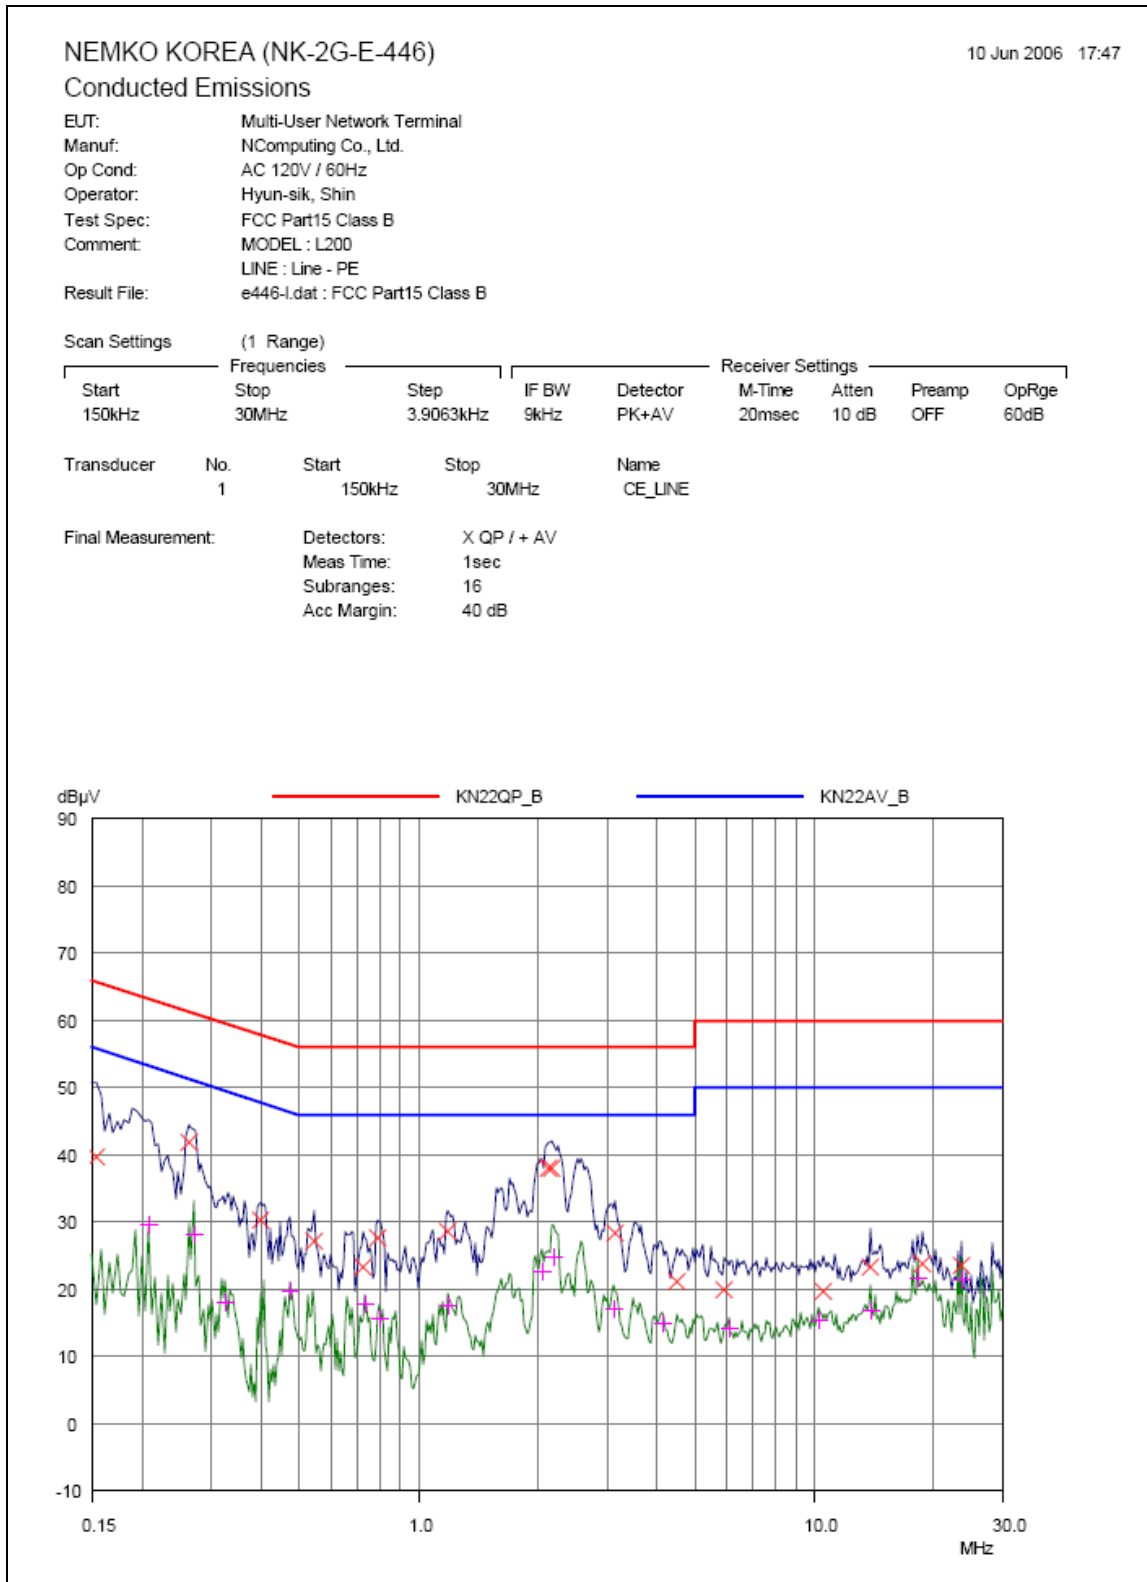 NEMKO KOREA (NK-2G-E-446) 10 Jun 2006 17:47
Conducted Emissions
EUT: Multi-User Network Terminal
Manuf: NComputing Co., Ltd.
Op Cond: AC 120V / 60Hz
Operator: Hyun-sik, Shin
Test Spec: FCC Part15 Class B
Comment: MODEL : L200
LINE : Line - PE
Result File: e446-l.dat : FCC Part15 Class B
Scan Settings (1 Range)
Frequencies Receiver Settings
Start Stop Step IF BW Detector M-Time Atten Preamp OpRge
150kHz 30MHz 3.9063kHz 9kHz PK+AV 20msec 10 dB OFF 60dB
Transducer No. Start Stop Name
1 150kHz 30MHz CE_LINE
Final Measurement: Detectors: X QP / + AV
Meas Time: 1sec
Subranges: 16
Acc Margin: 40 dB
dBµV KN22QP_B KN22AV_B
90
80
70
60
50
40
30
20
10
0
-10
0.15 1.0 10.0 30.0
MHz